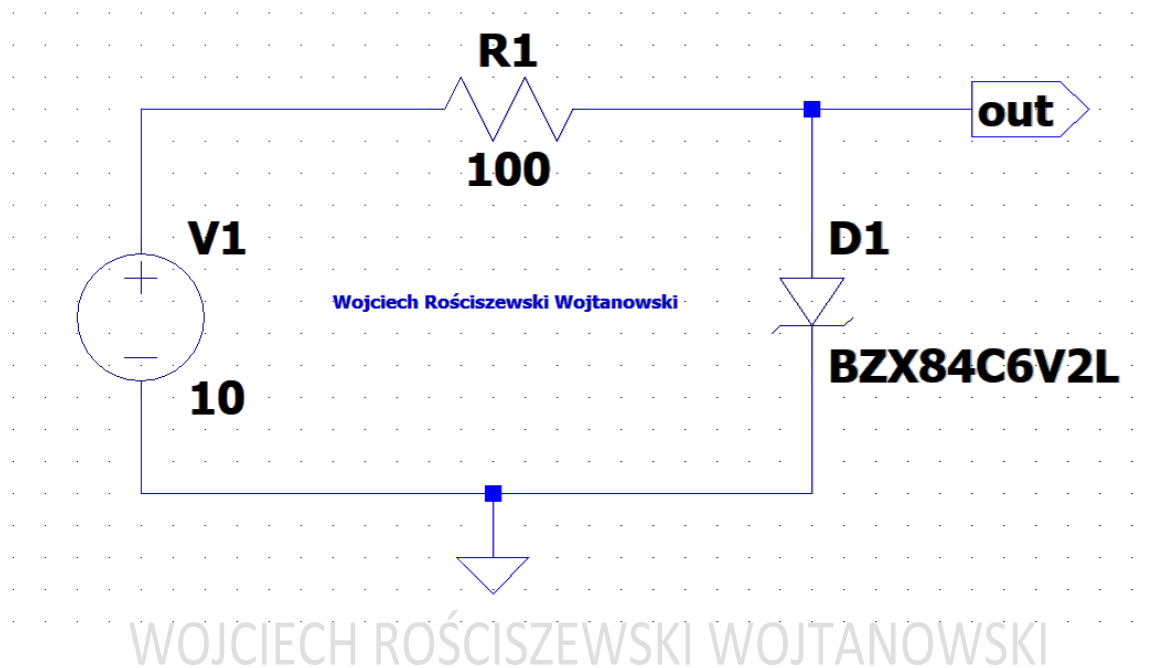 R1
out
100
V1
D1
Wojciech Rościszewski Wojtanowski
BZX84C6V2L
10
WOJCIECH ROŚCISZEWSKI WOJTANOWSKI